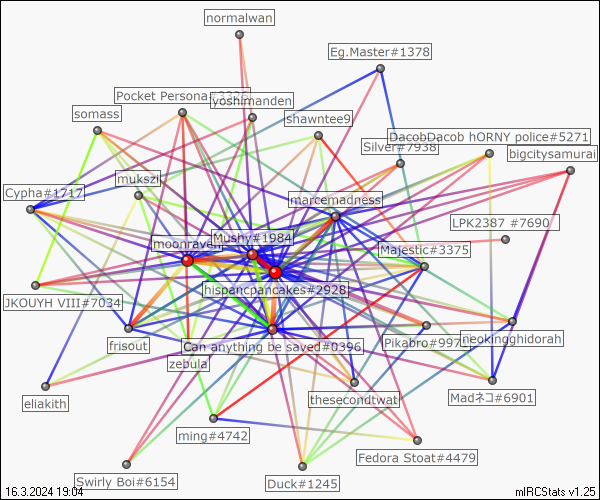 normalwan
Eg.Master#1378
Pocket Persona#3326
yoshimanden
somass
shawntee9
DacobDacob hORNY police#5271
Silver#7938
bigcitysamurai
mukszi
Cypha#1717
marcemadness
LPK2387 #7690
Mushy#1984
moonraven
Majestic#3375
hispancpancakes#2928
JKOUYH VIII#7034
frisout
Can anything be saved#0396
Pikabro#997
neokingghidorah
zebula
eliakith
thesecondtwat
Madネコ#6901
ming#4742
Fedora Stoat#4479
Swirly Boi#6154
Duck#1245
16.3.2024 19:04
mIRCStats v1.25